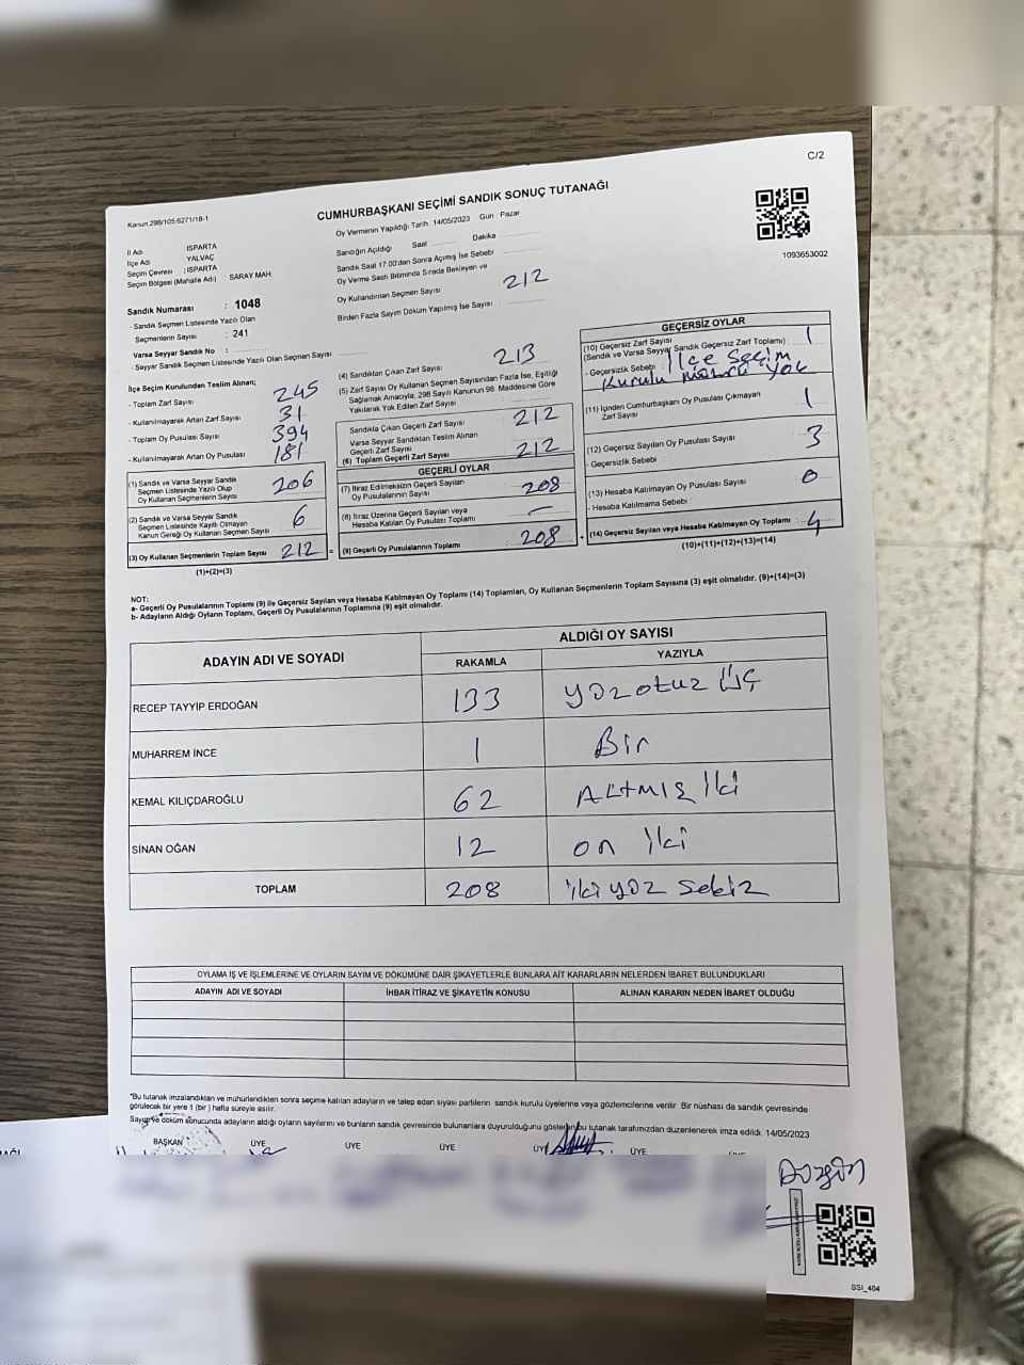 C/2
Kanun 298/105.6271/18-1
CUMHURBAŞKANI SEÇİMİ SANDIK SONUÇ TUTANAĞI
İl Adı : ISPARTA
İlçe Adı : YALVAÇ
Seçim Çevresi : ISPARTA
Seçim Bölgesi (Mahalle Adı) : SARAY MAH.
Oy Vermenin Yapıldığı Tarih 14/05/2023 Gün : Pazar
Sandığın Açıldığı Saat Dakika
Sandık Saat 17:00'dan Sonra Açılmış İse Sebebi
Oy Verme Saati Bitiminde Sırada Bekleyen ve
Oy Kullandırılan Seçmen Sayısı 212
Birden Fazla Sayım Döküm Yapılmış İse Sayısı
1093653002
Sandık Numarası : 1048
- Sandık Seçmen Listesinde Yazılı Olan
Seçmenlerin Sayısı : 241
Varsa Seyyar Sandık No :
- Seyyar Sandık Seçmen Listesinde Yazılı Olan Seçmen Sayısı
İlçe Seçim Kurulundan Teslim Alınan;
- Toplam Zarf Sayısı 245
- Kullanılmayarak Artan Zarf Sayısı 31
- Toplam Oy Pusulası Sayısı 394
- Kullanılmayarak Artan Oy Pusulası 181
(1) Sandık ve Varsa Seyyar Sandık
Seçmen Listesinde Yazılı Olup
Oy Kullanan Seçmenlerin Sayısı 206
(2) Sandık ve Varsa Seyyar Sandık
Seçmen Listesinde Kayıtlı Olmayan
Kanun Gereği Oy Kullanan Seçmen Sayısı 6
(3) Oy Kullanan Seçmenlerin Toplam Sayısı 212 =
(1)+(2)=(3)
(4) Sandıktan Çıkan Zarf Sayısı 213
(5) Zarf Sayısı Oy Kullanan Seçmen Sayısından Fazla İse, Eşitliği
Sağlamak Amacıyla, 298 Sayılı Kanunun 98. Maddesine Göre
Yakılarak Yok Edilen Zarf Sayısı
Sandıkta Çıkan Geçerli Zarf Sayısı 212
Varsa Seyyar Sandıktan Teslim Alınan
Geçerli Zarf Sayısı
(6) Toplam Geçerli Zarf Sayısı 212
GEÇERLİ OYLAR
(7) İtiraz Edilmeksizin Geçerli Sayılan
Oy Pusulalarının Sayısı 208
(8) İtiraz Üzerine Geçerli Sayılan veya
Hesaba Katılan Oy Pusulası Toplamı –
(9) Geçerli Oy Pusulalarının Toplamı 208 +
GEÇERSİZ OYLAR
(10) Geçersiz Zarf Sayısı
(Sandık ve Varsa Seyyar Sandık Geçersiz Zarf Toplamı) 1
- Geçersizlik Sebebi : İlçe Seçim
Kurulu Mührü Yok
(11) İçinden Cumhurbaşkanı Oy Pusulası Çıkmayan
Zarf Sayısı 1
(12) Geçersiz Sayılan Oy Pusulası Sayısı 3
- Geçersizlik Sebebi
(13) Hesaba Katılmayan Oy Pusulası Sayısı 0
- Hesaba Katılmama Sebebi :
(14) Geçersiz Sayılan veya Hesaba Katılmayan Oy Toplamı 4
(10)+(11)+(12)+(13)=(14)
NOT:
a- Geçerli Oy Pusulalarının Toplamı (9) ile Geçersiz Sayılan veya Hesaba Katılmayan Oy Toplamı (14) Toplamları, Oy Kullanan Seçmenlerin Toplam Sayısına (3) eşit olmalıdır. (9)+(14)=(3)
b- Adayların Aldığı Oyların Toplamı, Geçerli Oy Pusulalarının Toplamına (9) eşit olmalıdır.
ADAYIN ADI VE SOYADI ALDIĞI OY SAYISI
RAKAMLA YAZIYLA
RECEP TAYYİP ERDOĞAN 133 Yüzotuz Üç
MUHARREM İNCE 1 Bir
KEMAL KILIÇDAROĞLU 62 Altmış iki
SİNAN OĞAN 12 on iki
TOPLAM 208 ikiyüz sekiz
OYLAMA İŞ VE İŞLEMLERİNE VE OYLARIN SAYIM VE DÖKÜMÜNE DAİR ŞİKAYETLERLE BUNLARA AİT KARARLARIN NELERDEN İBARET BULUNDUKLARI
ADAYIN ADI VE SOYADI İHBAR İTİRAZ VE ŞİKAYETİN KONUSU ALINAN KARARIN NEDEN İBARET OLDUĞU
*Bu tutanak imzalandıktan ve mühürlendikten sonra seçime katılan adayların ve talep eden siyasi partilerin sandık kurulu üyelerine veya gözlemcilerine verilir. Bir nüshası da sandık çevresinde
görülecek bir yere 1 (bir) hafta süreyle asılır.
Sayım ve döküm sonucunda adayların aldığı oyların sayılarını ve bunların sandık çevresinde bulunanlara duyurulduğunu gösteren bu tutanak tarafımızdan düzenlenerek imza edildi. 14/05/2023
BAŞKAN ÜYE ÜYE ÜYE ÜYE ÜYE
SSI_404